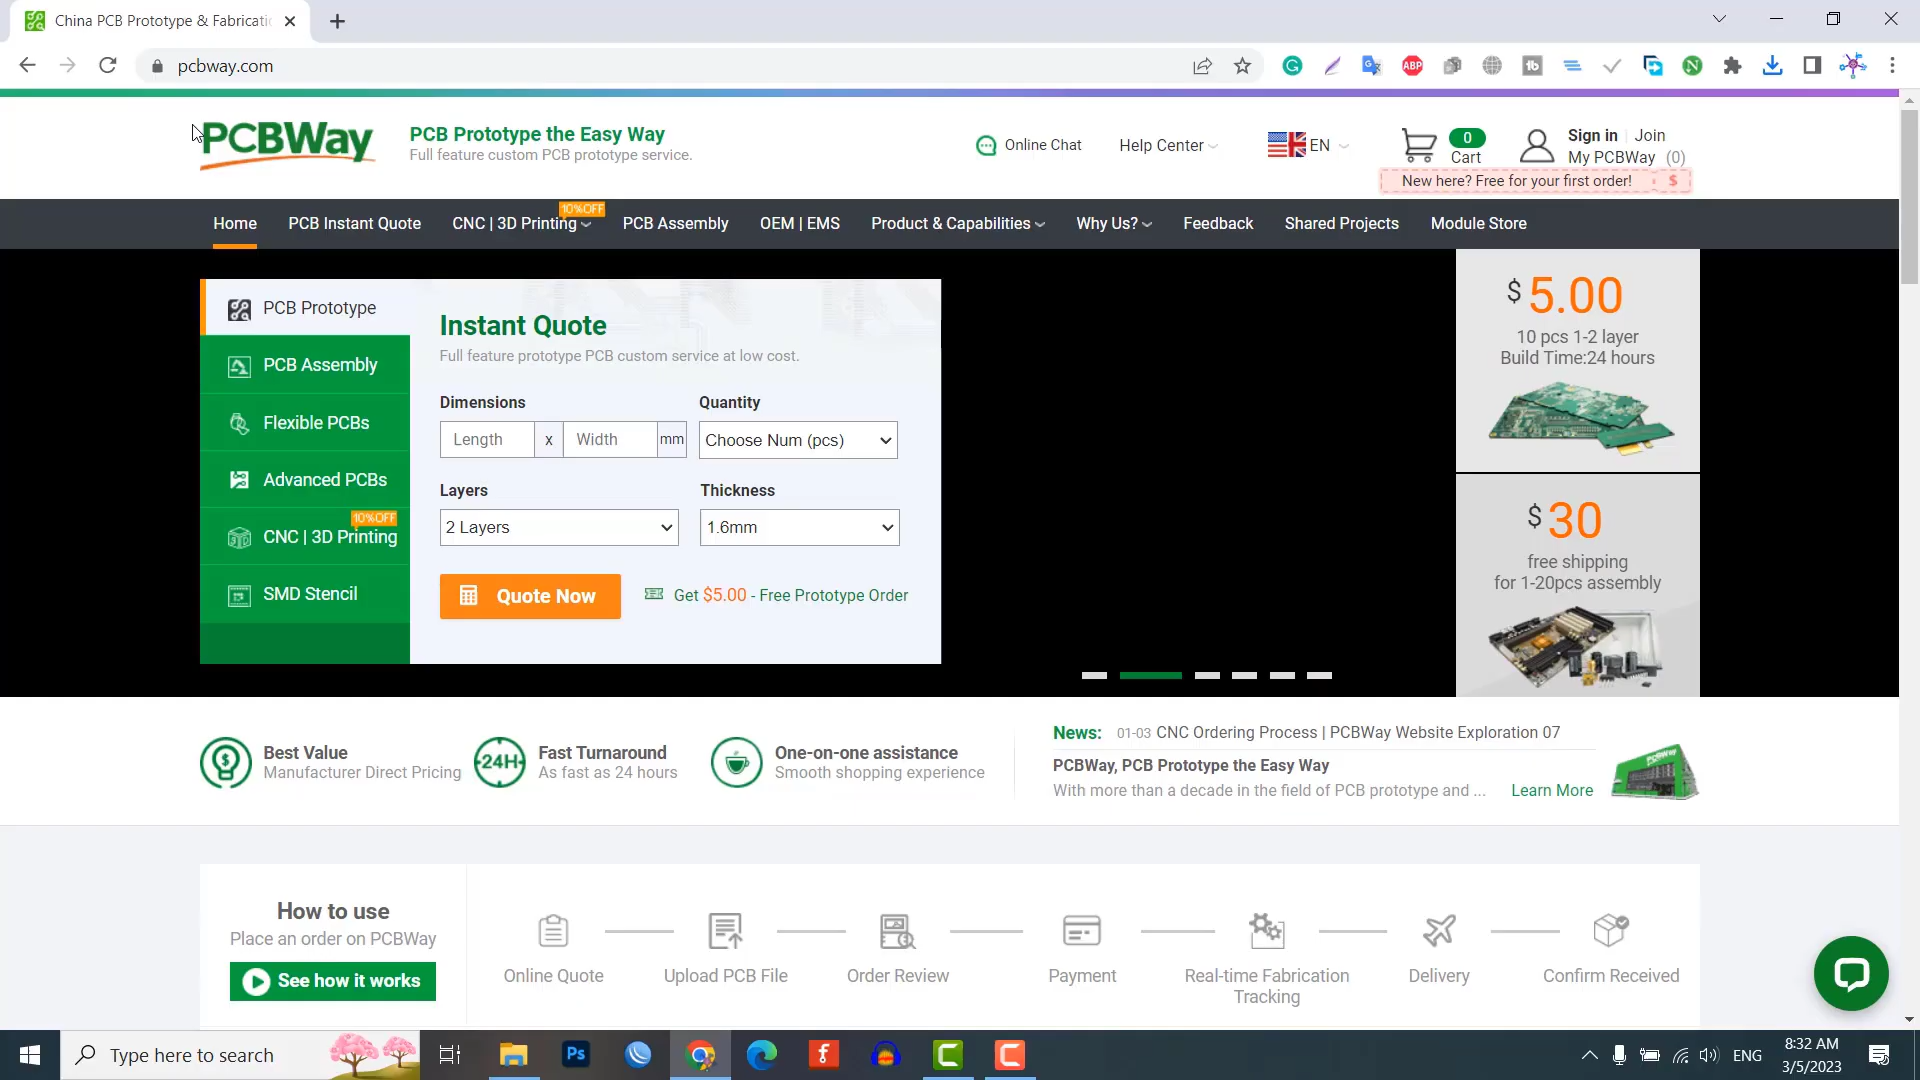 China PCB Prototype & Fabricatic
pcbway.com
PCBWay
PCB Prototype the Easy Way
Full feature custom PCB prototype service.
Online Chat
Help Center
EN
0
Cart
Sign in
Join
My PCBWay (0)
New here? Free for your first order! $
Home
PCB Instant Quote
CNC | 3D Printing
10%OFF
PCB Assembly
OEM | EMS
Product & Capabilities
Why Us?
Feedback
Shared Projects
Module Store
PCB Prototype
PCB Assembly
Flexible PCBs
Advanced PCBs
10%OFF
CNC | 3D Printing
SMD Stencil
Instant Quote
Full feature prototype PCB custom service at low cost.
Dimensions
Quantity
Length x Width mm
Choose Num (pcs)
Layers
Thickness
2 Layers
1.6mm
Quote Now
Get $5.00 - Free Prototype Order
$ 5.00
10 pcs 1-2 layer
Build Time:24 hours
$ 30
free shipping
for 1-20pcs assembly
Best Value
Manufacturer Direct Pricing
24H
Fast Turnaround
As fast as 24 hours
One-on-one assistance
Smooth shopping experience
News: 01-03 CNC Ordering Process | PCBWay Website Exploration 07
PCBWay, PCB Prototype the Easy Way
With more than a decade in the field of PCB prototype and ... Learn More
How to use
Place an order on PCBWay
See how it works
Online Quote
Upload PCB File
Order Review
Payment
Real-time Fabrication
Tracking
Delivery
Confirm Received
Type here to search
Ps
ENG
8:32 AM
3/5/2023